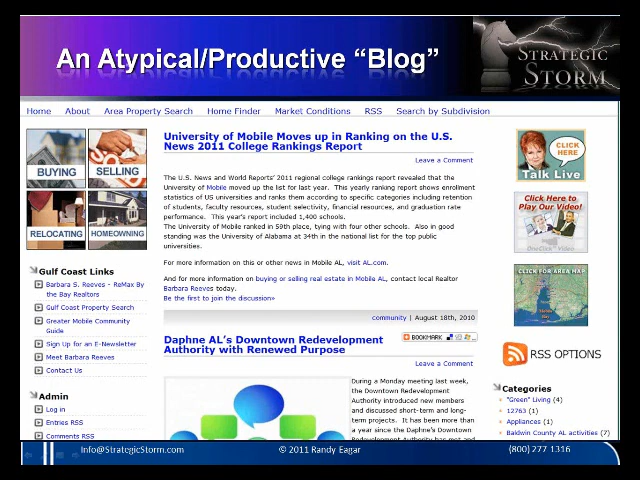 An Atypical/Productive “Blog”
STRATEGIC
STORM
Home About Area Property Search Home Finder Market Conditions RSS Search by Subdivision
BUYING
SELLING
RELOCATING
HOMEOWNING
Gulf Coast Links
Barbara S. Reeves - ReMax By
the Bay Realtors
Gulf Coast Property Search
Greater Mobile Community
Guide
Sign Up for an E-Newsletter
Meet Barbara Reeves
Contact Us
Admin
Log in
Entries RSS
Comments RSS
University of Mobile Moves up in Ranking on the U.S.
News 2011 College Rankings Report
Leave a Comment
The U.S. News and World Reports’ 2011 regional college rankings report revealed that the
University of Mobile moved up the list for last year. This yearly ranking report shows enrollment
statistics of US universities and ranks them according to specific categories including retention
of students, faculty resources, student selectivity, financial resources, and graduation rate
performance. This year’s report included 1,400 schools.
The University of Mobile ranked in 59th place, tying with four other schools. Also in good
standing was the University of Alabama at 34th in the national list for the top public
universities.
For more information on this or other news in Mobile AL, visit AL.com.
And for more information on buying or selling real estate in Mobile AL, contact local Realtor
Barbara Reeves today.
Be the first to join the discussion»
community | August 18th, 2010
Daphne AL’s Downtown Redevelopment
Authority with Renewed Purpose
BOOKMARK
Leave a Comment
During a Monday meeting last week,
the Downtown Redevelopment
Authority introduced new members
and discussed short-term and long-
term projects. It has been more than
a year since the Daphne’s Downtown
Redevelopment Authority has met and
CLICK
HERE
Talk Live
Click Here to
Play Our Video!
OneClick Video
CLICK FOR AREA MAP
RSS OPTIONS
Categories
"Green" Living (4)
12763 (1)
Appliances (1)
Baldwin County AL activities (7)
Info@StrategicStorm.com
© 2011 Randy Eagar
(800) 277 1316